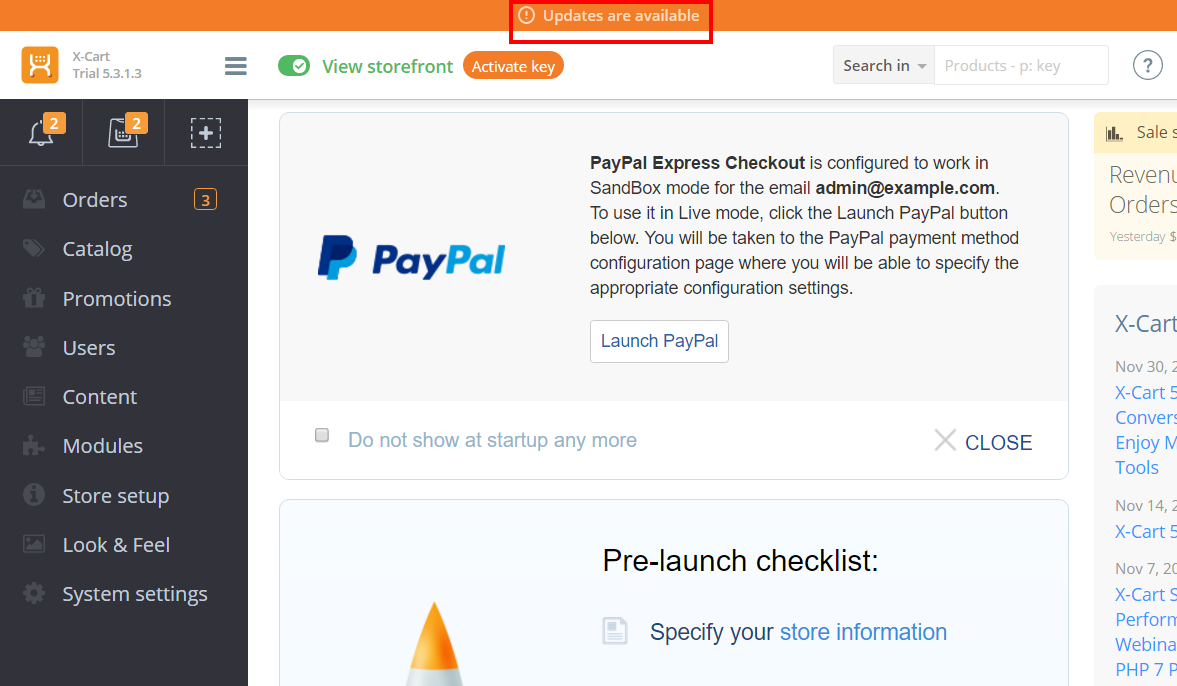 Updates are available
X-Cart
Trial 5.3.1.3
View storefront
Activate key
Search in
Products - p: key
?
2
2
Orders
3
Catalog
Promotions
Users
Content
Modules
Store setup
Look & Feel
System settings
PayPal
PayPal Express Checkout is configured to work in
SandBox mode for the email admin@example.com.
To use it in Live mode, click the Launch PayPal button
below. You will be taken to the PayPal payment method
configuration page where you will be able to specify the
appropriate configuration settings.
Launch PayPal
Do not show at startup any more
CLOSE
Pre-launch checklist:
Specify your store information
Sale s
Revenu
Orders
Yesterday $
X-Cart
Nov 30, 2
X-Cart 5
Convers
Enjoy M
Tools
Nov 14, 2
X-Cart 5
Nov 7, 20
X-Cart S
Perform
Webina
PHP 7 P